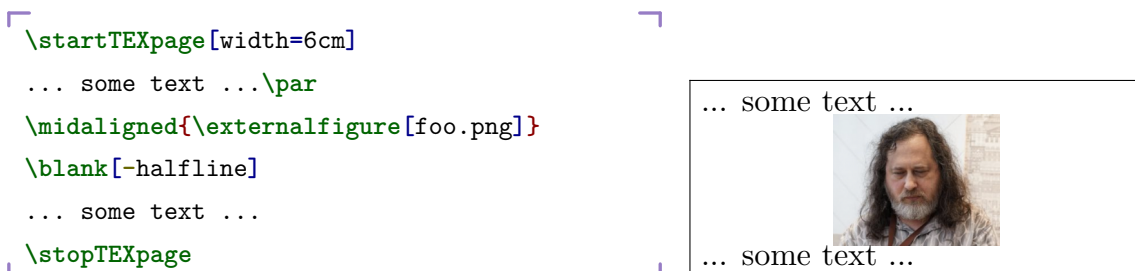 \startTEXpage[width=6cm]
... some text ...\par
\midaligned{\externalfigure[foo.png]}
\blank[-halfline]
... some text ...
\stopTEXpage
... some text ...
... some text ...